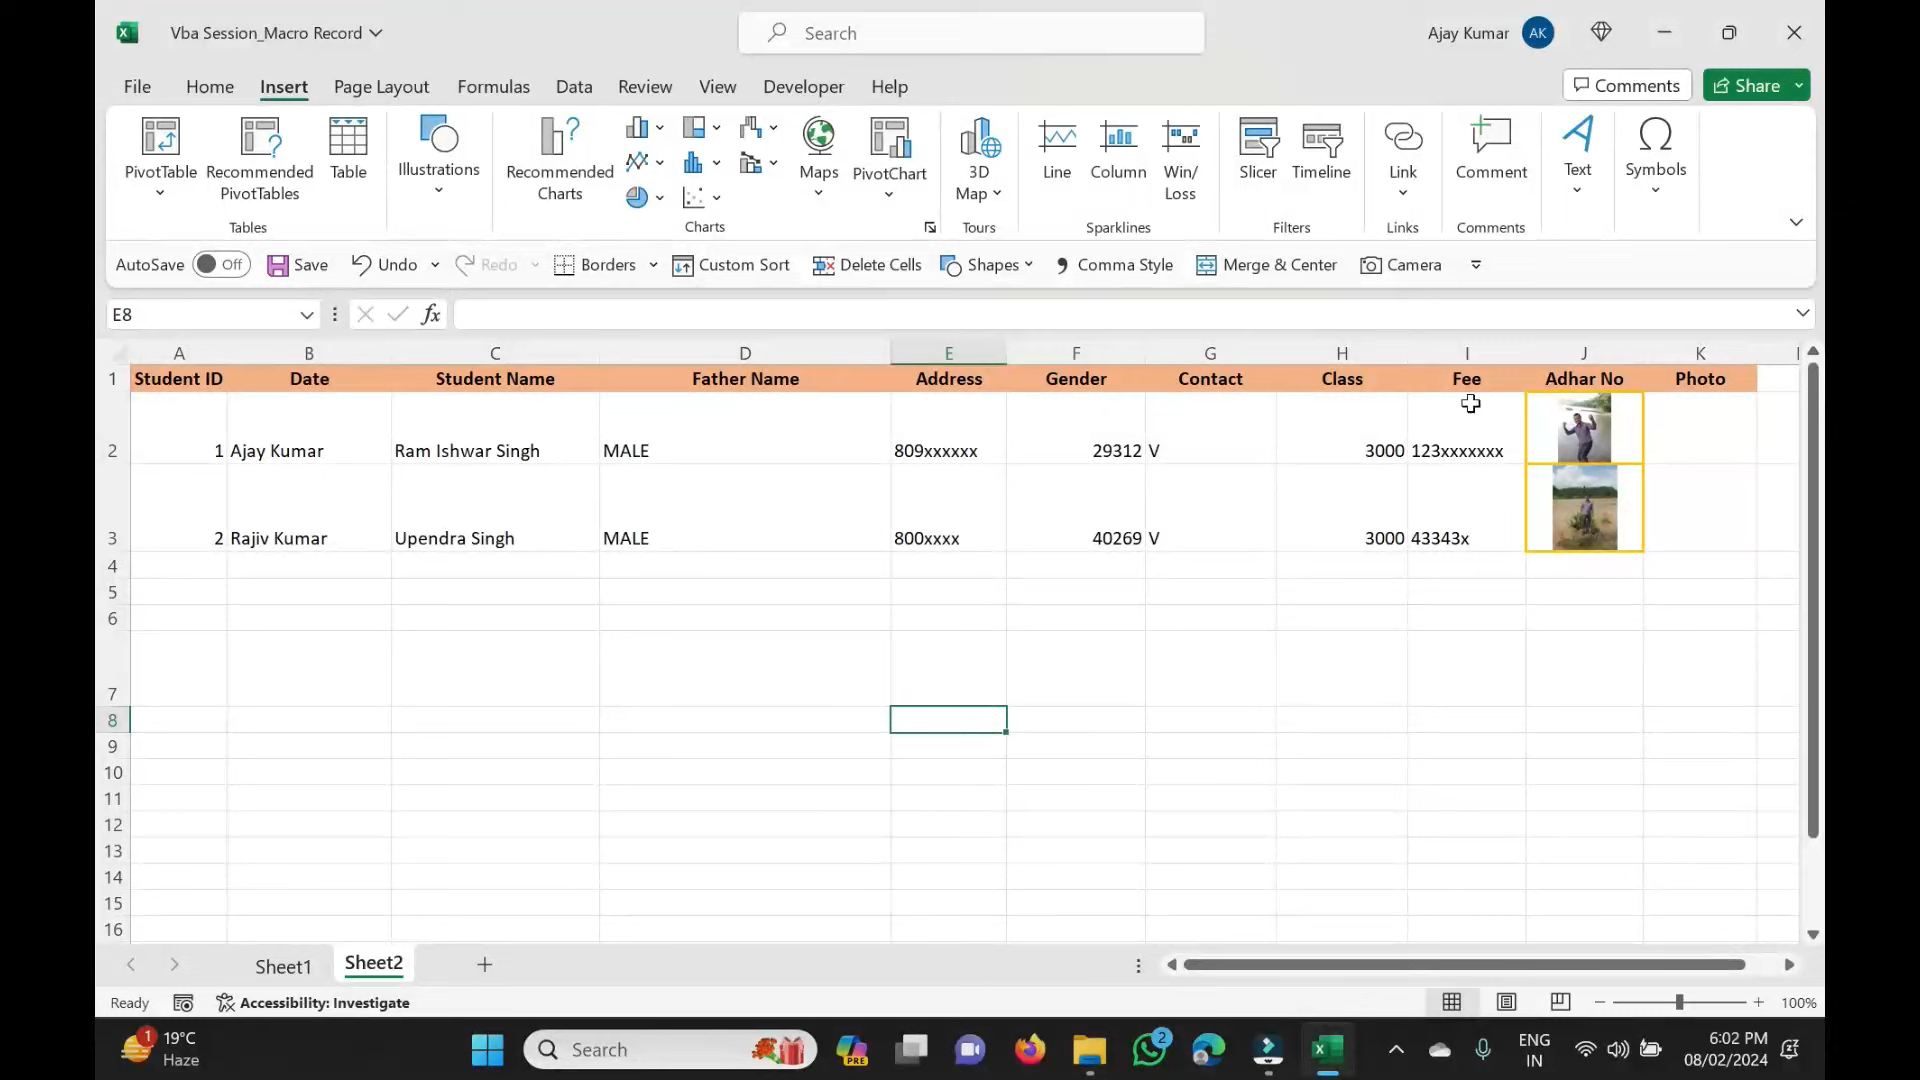 Vba Session_Macro Record
Search
Ajay Kumar AK
File Home Insert Page Layout Formulas Data Review View Developer Help Comments Share
PivotTable Recommended PivotTables Table Illustrations Recommended Charts Maps PivotChart 3D Map Line Column Win/Loss Slicer Timeline Link Comment Text Symbols
Tables Charts Tours Sparklines Filters Links Comments
AutoSave Off Save Undo Redo Borders Custom Sort Delete Cells Shapes Comma Style Merge & Center Camera
E8 fx
A B C D E F G H I J K
1 Student ID Date Student Name Father Name Address Gender Contact Class Fee Adhar No Photo
2 1 Ajay Kumar Ram Ishwar Singh MALE 809xxxxxx 29312 V 3000 123xxxxxxx
3 2 Rajiv Kumar Upendra Singh MALE 800xxxx 40269 V 3000 43343x
4
5
6
7
8
9
10
11
12
13
14
15
16
Sheet1 Sheet2
Ready Accessibility: Investigate 100%
1 19°C Search PRE 2 ENG 6:02 PM
Haze IN 08/02/2024